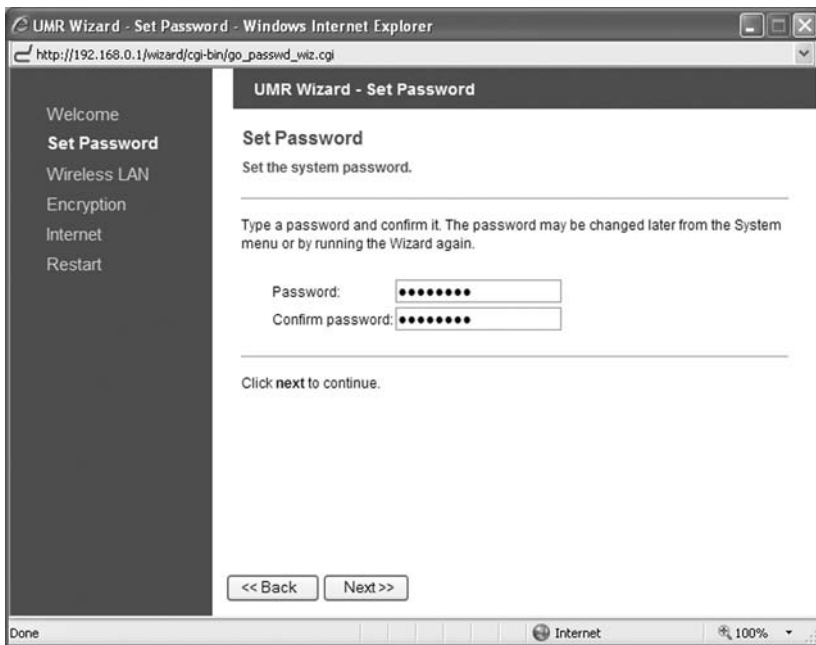 UMR Wizard - Set Password - Windows Internet Explorer
http://192.168.0.1/wizard/cgi-bin/go_passwd_wiz.cgi
UMR Wizard - Set Password
Welcome
Set Password
Wireless LAN
Encryption
Internet
Restart
Set Password
Set the system password.
Type a password and confirm it. The password may be changed later from the System
menu or by running the Wizard again.
Password: ••••••••
Confirm password: ••••••••
Click next to continue.
<< Back Next >>
Done Internet 100%